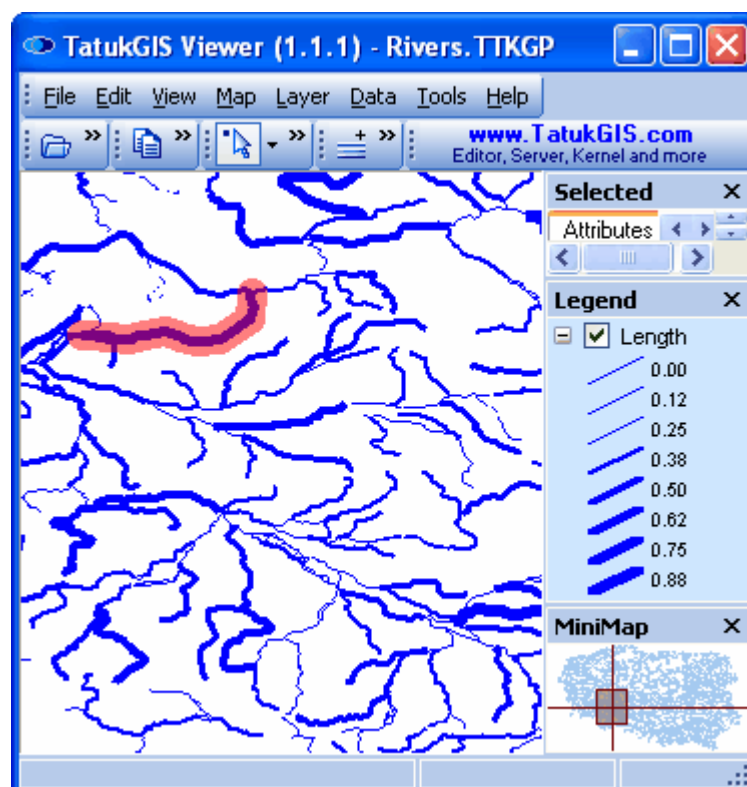 TatukGIS Viewer (1.1.1) - Rivers.TTKGP
File Edit View Map Layer Data Tools Help
www.TatukGIS.com
Editor, Server, Kernel and more
Selected
Attributes
Legend
Length
0.00
0.12
0.25
0.38
0.50
0.62
0.75
0.88
MiniMap